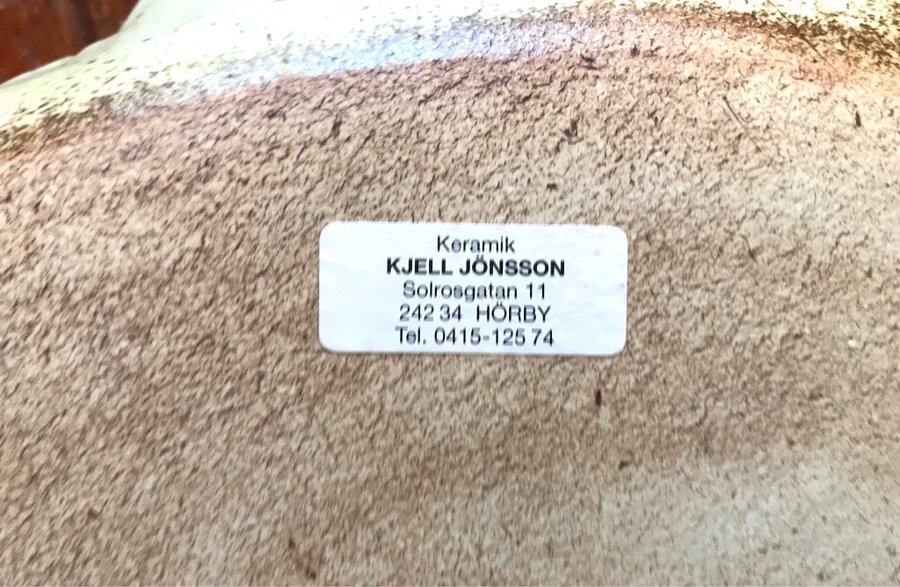 Keramik
KJELL JÖNSSON
Solrosgatan 11
242 34 HÖRBY
Tel. 0415-125 74